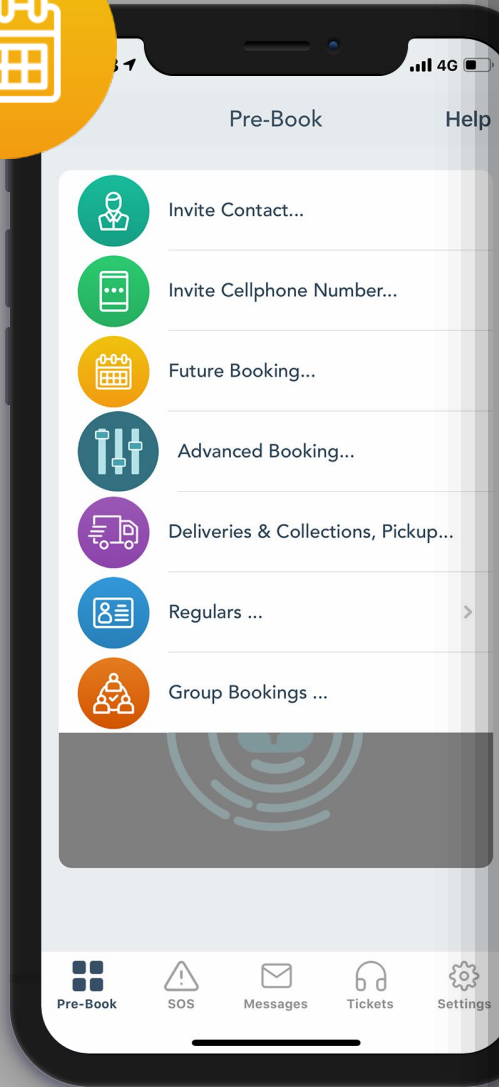 4G
Pre-Book
Help
Invite Contact...
Invite Cellphone Number...
Future Booking...
Advanced Booking...
Deliveries & Collections, Pickup...
Regulars ...
Group Bookings ...
Pre-Book
SOS
Messages
Tickets
Settings